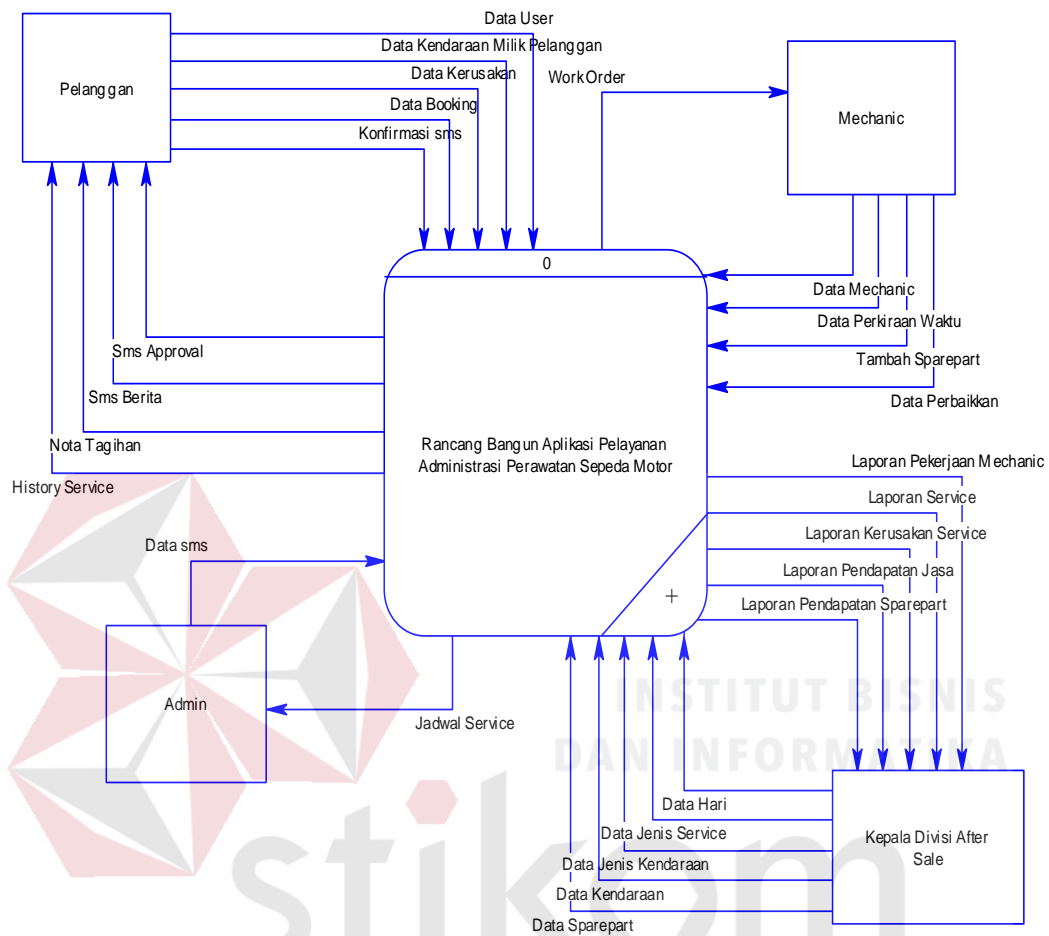 Data User
Data Kendaraan Milik Pelanggan
Data Kerusakan
Data Booking
Konfirmasi sms
Pelanggan
Work Order
Mechanic
0
Data Mechanic
Data Perkiraan Waktu
Tambah Sparepart
Data Perbaikkan
Sms Approval
Sms Berita
Nota Tagihan
History Service
Rancang Bangun Aplikasi Pelayanan
Administrasi Perawatan Sepeda Motor
Laporan Pekerjaan Mechanic
Laporan Service
Laporan Kerusakan Service
Laporan Pendapatan Jasa
Laporan Pendapatan Sparepart
+
Data sms
Admin
Jadwal Service
INSTITUT BISNIS
DAN INFORMATIKA
stikom
Data Hari
Data Jenis Service
Data Jenis Kendaraan
Data Kendaraan
Data Sparepart
Kepala Divisi After
Sale